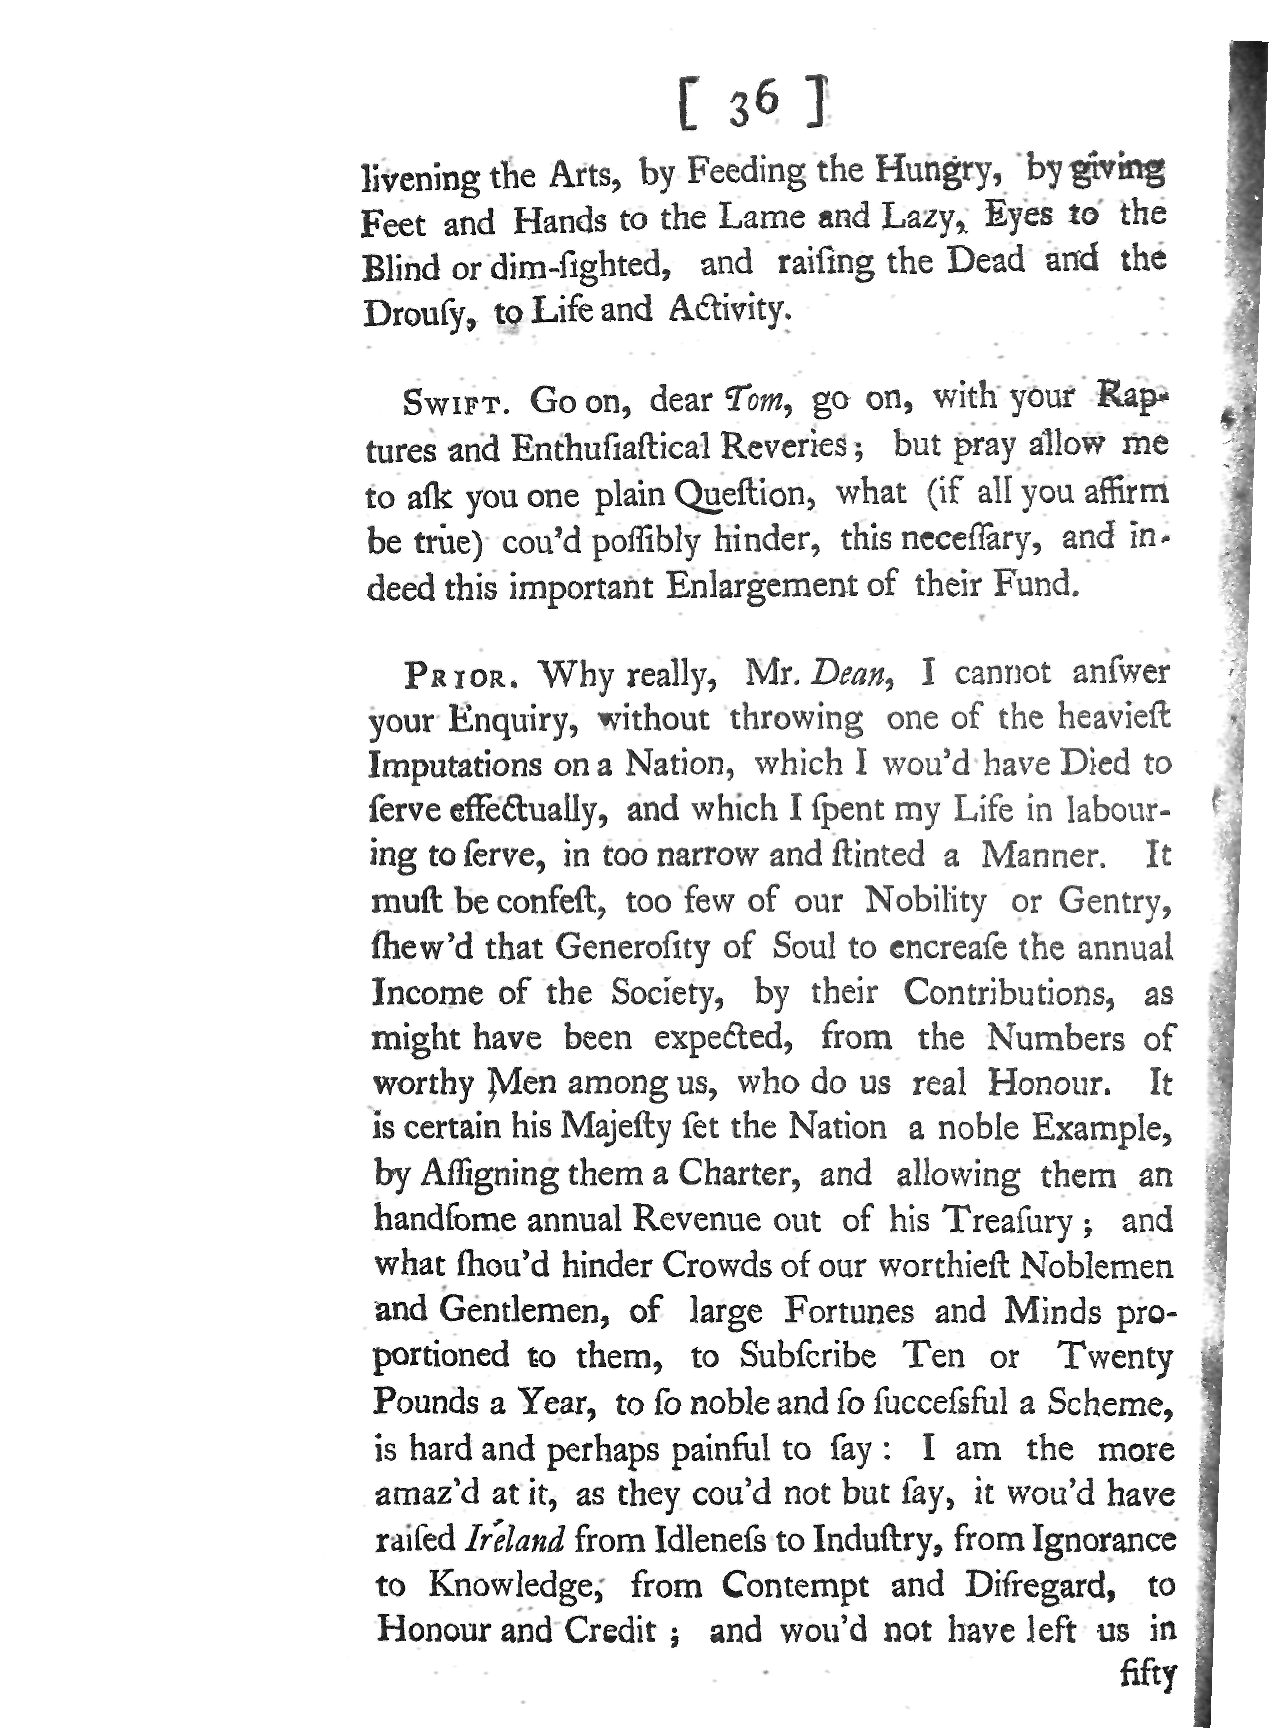 [ 36 ]
livening the Arts, by Feeding the Hungry, by giving
Feet and Hands to the Lame and Lazy, Eyes to the
Blind or dim-ſighted, and raiſing the Dead and the
Drouſy, to Life and Activity.
SWIFT. Go on, dear Tom, go on, with your Rap-
tures and Enthuſiaſtical Reveries; but pray allow me
to aſk you one plain Queſtion, what (if all you affirm
be true) cou'd poſſibly hinder, this neceſſary, and in-
deed this important Enlargement of their Fund.
PRIOR. Why really, Mr. Dean, I cannot anſwer
your Enquiry, without throwing one of the heavieſt
Imputations on a Nation, which I wou'd have Died to
ſerve effectually, and which I ſpent my Life in labour-
ing to ſerve, in too narrow and ſtinted a Manner. It
muſt be confeſt, too few of our Nobility or Gentry,
ſhew'd that Generoſity of Soul to encreaſe the annual
Income of the Society, by their Contributions, as
might have been expected, from the Numbers of
worthy Men among us, who do us real Honour. It
is certain his Majeſty ſet the Nation a noble Example,
by Aſſigning them a Charter, and allowing them an
handſome annual Revenue out of his Treaſury; and
what ſhou'd hinder Crowds of our worthieſt Noblemen
and Gentlemen, of large Fortunes and Minds pro-
portioned to them, to Subſcribe Ten or Twenty
Pounds a Year, to ſo noble and ſo ſucceſsful a Scheme,
is hard and perhaps painful to ſay: I am the more
amaz'd at it, as they cou'd not but ſay, it wou'd have
raiſed Ireland from Idleneſs to Induſtry, from Ignorance
to Knowledge, from Contempt and Diſregard, to
Honour and Credit; and wou'd not have left us in
fifty